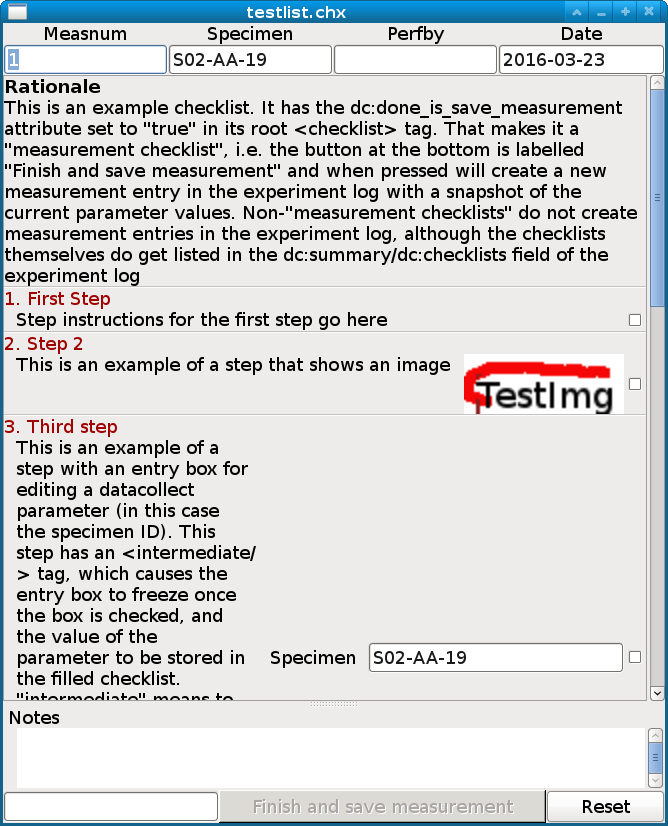 testlist.chx
Measnum Specimen Perfby Date
1 S02-AA-19 2016-03-23
Rationale
This is an example checklist. It has the dc:done_is_save_measurement
attribute set to "true" in its root <checklist> tag. That makes it a
"measurement checklist", i.e. the button at the bottom is labelled
"Finish and save measurement" and when pressed will create a new
measurement entry in the experiment log with a snapshot of the
current parameter values. Non-"measurement checklists" do not create
measurement entries in the experiment log, although the checklists
themselves do get listed in the dc:summary/dc:checklists field of the
experiment log
1. First Step
Step instructions for the first step go here
2. Step 2
This is an example of a step that shows an image
TestImg
3. Third step
This is an example of a
step with an entry box for
editing a datacollect
parameter (in this case
the specimen ID). This
step has an <intermediate/
> tag, which causes the
entry box to freeze once
the box is checked, and
the value of the
parameter to be stored in
the filled checklist.
"intermediate" means to
Specimen S02-AA-19
Notes
Finish and save measurement Reset